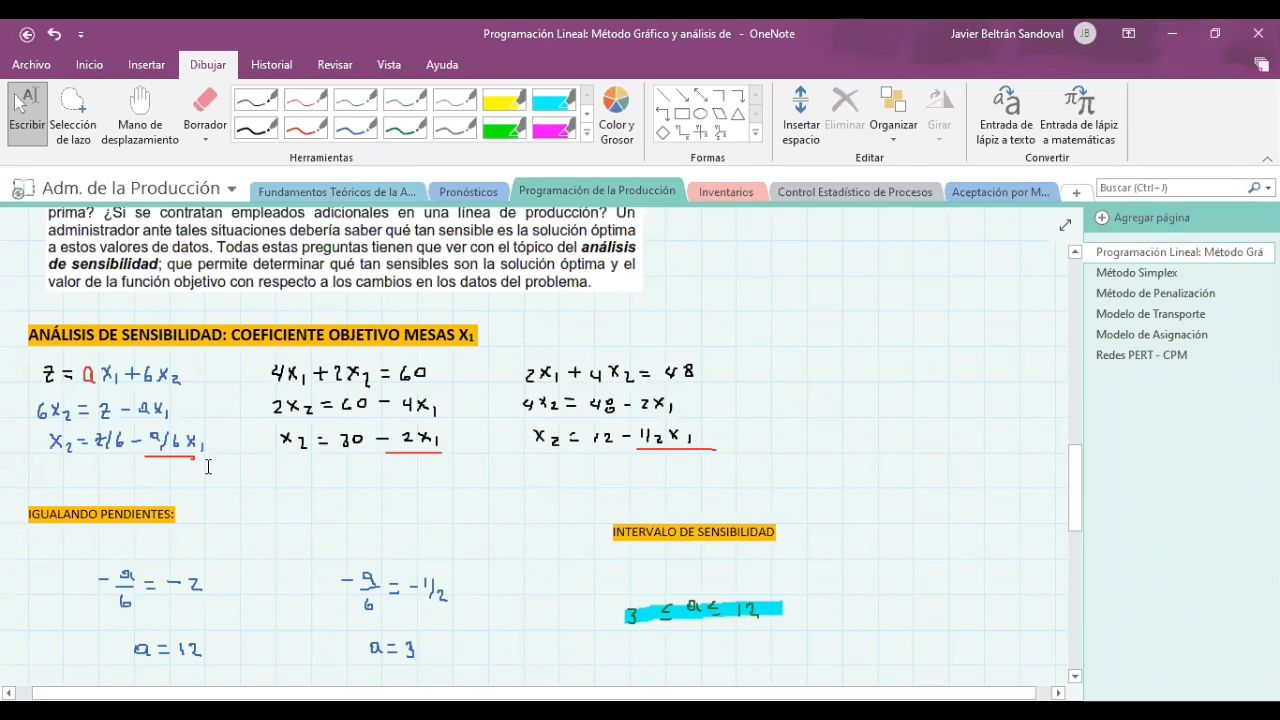 Programación Lineal: Método Gráfico y análisis de - OneNote
Javier Beltrán Sandoval JB
Archivo Inicio Insertar Dibujar Historial Revisar Vista Ayuda
Escribir
Selección de lazo
Mano de desplazamiento
Borrador
Color y Grosor
Insertar espacio
Eliminar
Organizar
Girar
Entrada de lápiz a texto
Entrada de lápiz a matemáticas
Herramientas Formas Editar Convertir
Adm. de la Producción
Fundamentos Teóricos de la A...
Pronósticos
Programación de la Producción
Inventarios
Control Estadístico de Procesos
Aceptación por M...
Buscar (Ctrl+J)
Agregar página
Programación Lineal: Método Grá
Método Simplex
Método de Penalización
Modelo de Transporte
Modelo de Asignación
Redes PERT - CPM
prima? ¿Si se contratan empleados adicionales en una línea de producción? Un
administrador ante tales situaciones debería saber qué tan sensible es la solución óptima
a estos valores de datos. Todas estas preguntas tienen que ver con el tópico del análisis
de sensibilidad; que permite determinar qué tan sensibles son la solución óptima y el
valor de la función objetivo con respecto a los cambios en los datos del problema.
ANÁLISIS DE SENSIBILIDAD: COEFICIENTE OBJETIVO MESAS X₁
z = a x₁ + 6x₂
6x₂ = z - ax₁
x₂ = z/6 - a/6 x₁
4x₁ + 2x₂ = 60
2x₂ = 60 - 4x₁
x₂ = 30 - 2x₁
2x₁ + 4x₂ = 48
4x₂ = 48 - 2x₁
x₂ = 12 - 1/2 x₁
IGUALANDO PENDIENTES:
- a/6 = - 2
a = 12
- a/6 = - 1/2
a = 3
INTERVALO DE SENSIBILIDAD
3 ≤ a ≤ 12